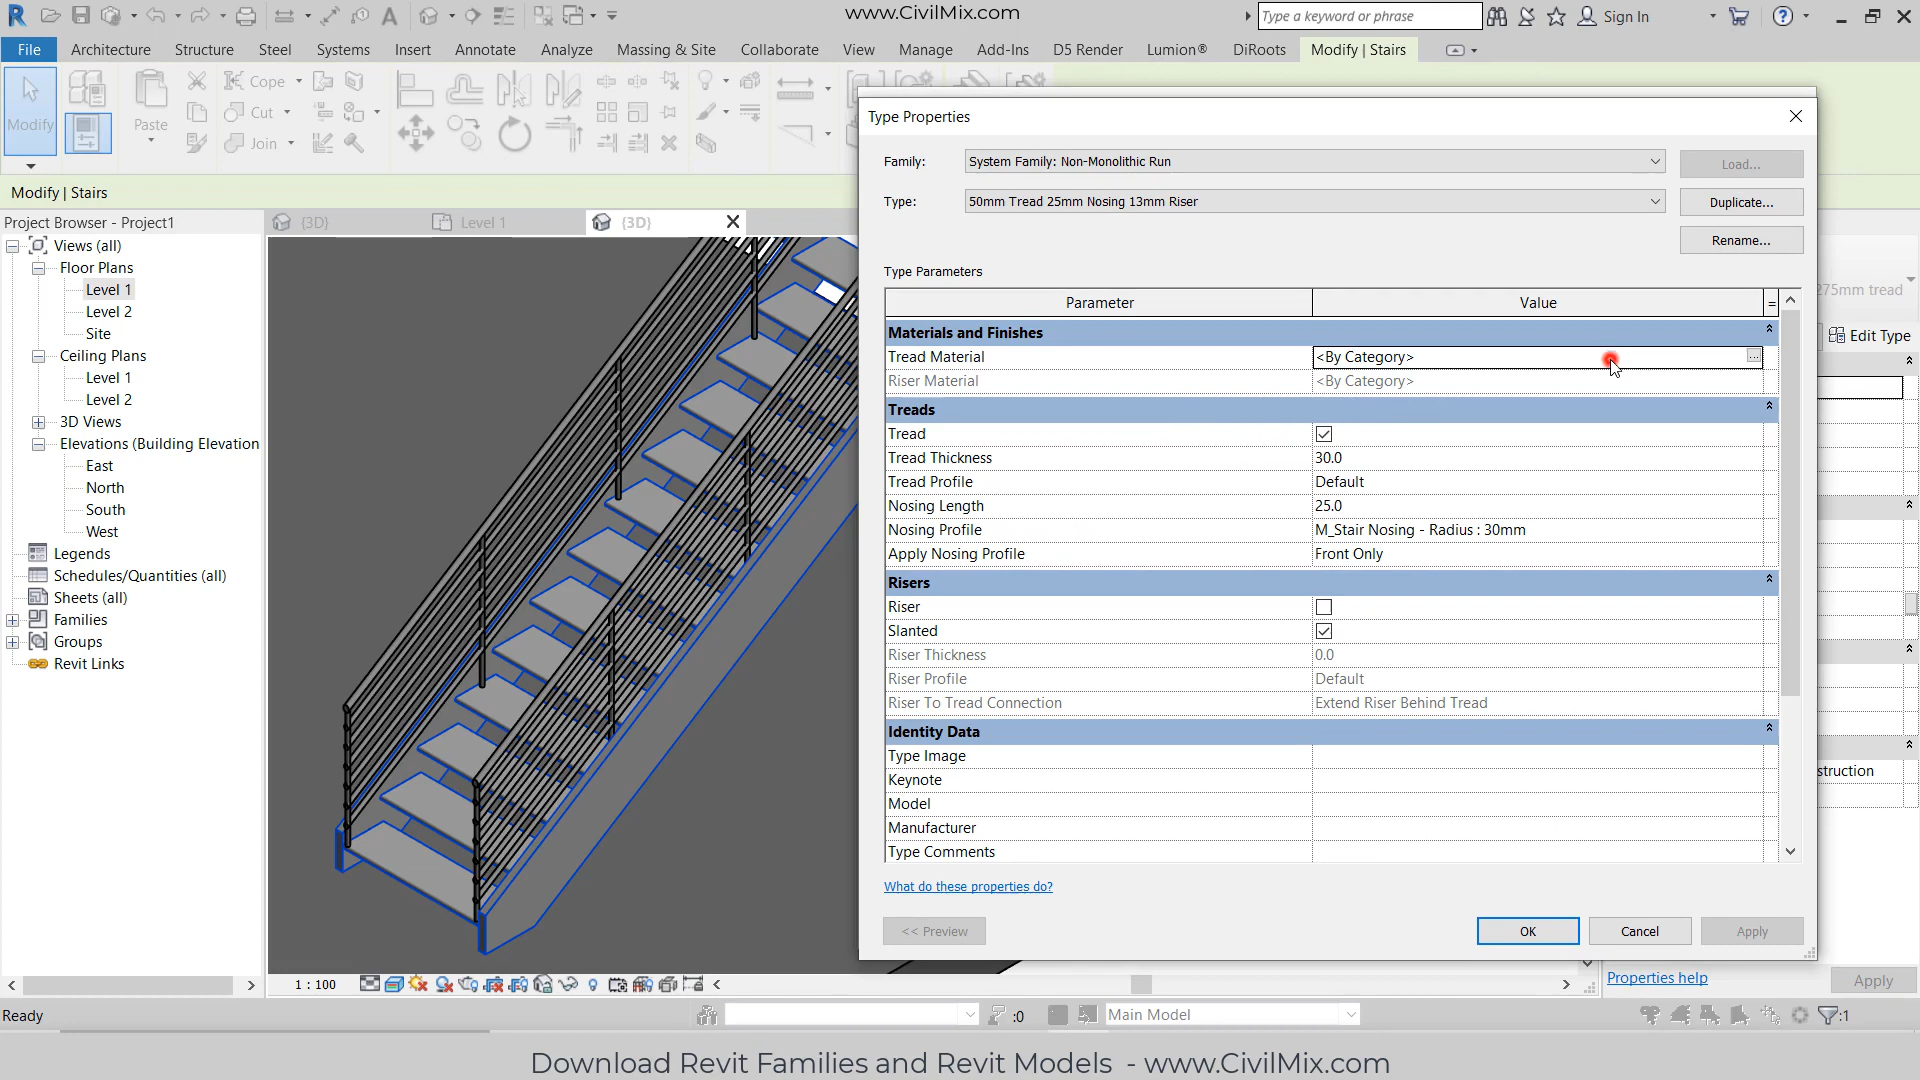 www.CivilMix.com
Type a keyword or phrase
Sign In
File
Architecture
Structure
Steel
Systems
Insert
Annotate
Analyze
Massing & Site
Collaborate
View
Manage
Add-Ins
D5 Render
Lumion®
DiRoots
Modify | Stairs
Modify
Paste
Cope
Cut
Join
Modify | Stairs
Project Browser - Project1
{3D}
Level 1
{3D}
Views (all)
Floor Plans
Level 1
Level 2
Site
Ceiling Plans
Level 1
Level 2
3D Views
Elevations (Building Elevation
East
North
South
West
Legends
Schedules/Quantities (all)
Sheets (all)
Families
Groups
Revit Links
Type Properties
Family: System Family: Non-Monolithic Run Load...
Type: 50mm Tread 25mm Nosing 13mm Riser Duplicate...
Rename...
Type Parameters
Parameter Value =
Materials and Finishes
Tread Material <By Category> ...
Riser Material <By Category>
Treads
Tread
Tread Thickness 30.0
Tread Profile Default
Nosing Length 25.0
Nosing Profile M_Stair Nosing - Radius : 30mm
Apply Nosing Profile Front Only
Risers
Riser
Slanted
Riser Thickness 0.0
Riser Profile Default
Riser To Tread Connection Extend Riser Behind Tread
Identity Data
Type Image
Keynote
Model
Manufacturer
Type Comments
What do these properties do?
<< Preview OK Cancel Apply
275mm tread
Edit Type
struction
Properties help Apply
1 : 100
Ready
:0
Main Model
:1
Download Revit Families and Revit Models - www.CivilMix.com